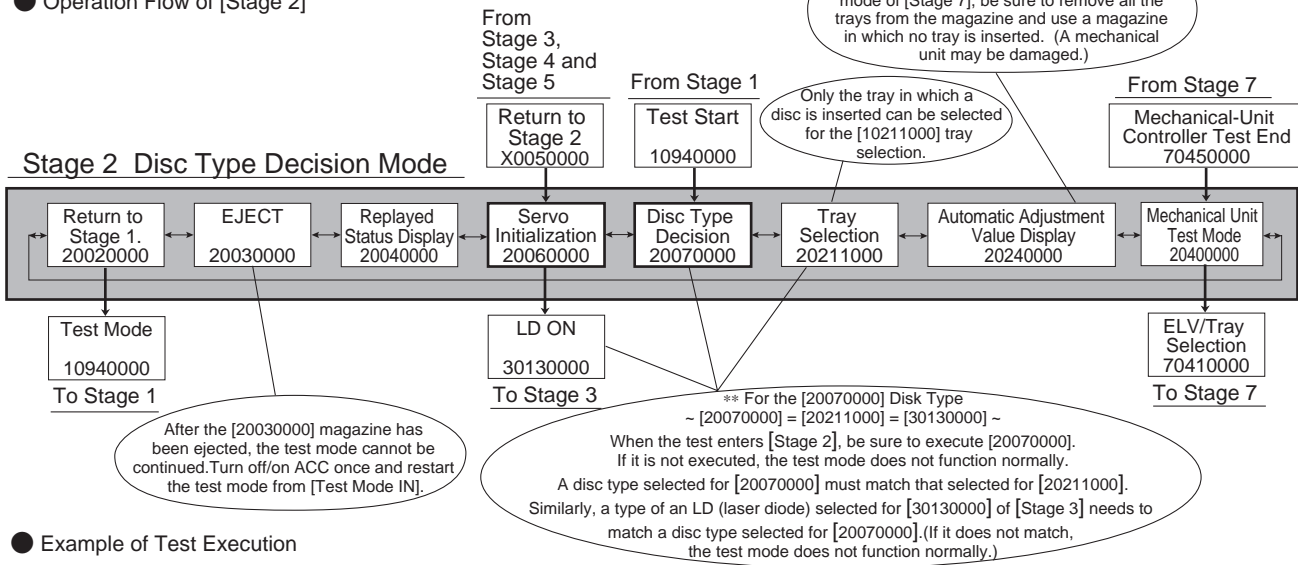 ● Operation Flow of [Stage 2]
mode of [Stage 7], be sure to remove all the
trays from the magazine and use a magazine
in which no tray is inserted. (A mechanical
unit may be damaged.)
From
Stage 3,
Stage 4 and
Stage 5
From Stage 1
From Stage 7
Return to
Stage 2
X0050000
Test Start
10940000
Only the tray in which a
disc is inserted can be selected
for the [10211000] tray
selection.
Mechanical-Unit
Controller Test End
70450000
Stage 2 Disc Type Decision Mode
Return to
Stage 1.
20020000
EJECT
20030000
Replayed
Status Display
20040000
Servo
Initialization
20060000
Disc Type
Decision
20070000
Tray
Selection
20211000
Automatic Adjustment
Value Display
20240000
Mechanical Unit
Test Mode
20400000
Test Mode
10940000
To Stage 1
LD ON
30130000
To Stage 3
ELV/Tray
Selection
70410000
To Stage 7
After the [20030000] magazine has
been ejected, the test mode cannot be
continued.Turn off/on ACC once and restart
the test mode from [Test Mode IN].
** For the [20070000] Disk Type
~ [20070000] = [20211000] = [30130000] ~
When the test enters [Stage 2], be sure to execute [20070000].
If it is not executed, the test mode does not function normally.
A disc type selected for [20070000] must match that selected for [20211000].
Similarly, a type of an LD (laser diode) selected for [30130000] of [Stage 3] needs to
match a disc type selected for [20070000].(If it does not match,
the test mode does not function normally.)
● Example of Test Execution